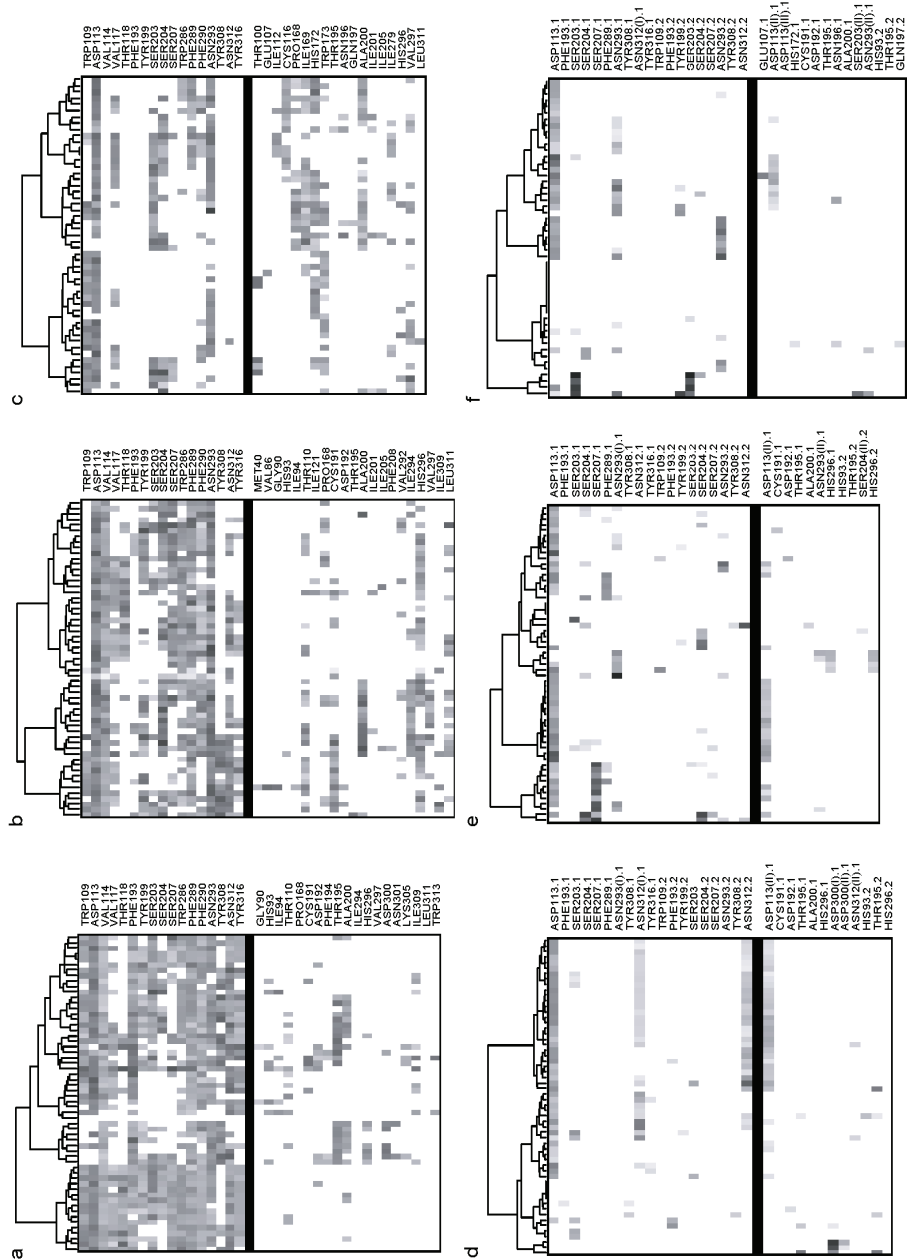 a
TRP109
ASP113
VAL114
VAL117
THR118
PHE193
TYR199
SER203
SER204
SER207
TRP286
PHE289
PHE290
ASN293
TYR308
ASN312
TYR316
GLY90
HIS93
ILE94
THR110
PRO168
CYS191
ASP192
PHE194
THR195
ALA200
ILE294
HIS296
VAL297
ASP300
ASN301
LYS305
ILE309
LEU311
TRP313
b
TRP109
ASP113
VAL114
VAL117
THR118
PHE193
TYR199
SER203
SER204
SER207
TRP286
PHE289
PHE290
ASN293
TYR308
ASN312
TYR316
MET40
VAL86
GLY90
HIS93
ILE94
THR110
ILE121
PRO168
CYS191
ASP192
THR195
ALA200
ILE201
ILE205
PHE208
VAL292
ILE294
HIS296
VAL297
ILE309
LEU311
c
TRP109
ASP113
VAL114
VAL117
THR118
PHE193
TYR199
SER203
SER204
SER207
TRP286
PHE289
PHE290
ASN293
TYR308
ASN312
TYR316
THR100
GLU107
ILE112
CYS116
PRO168
ILE169
HIS172
TRP173
THR195
ASN196
GLN197
ALA200
ILE201
ILE205
ILE279
HIS296
VAL297
LEU311
d
ASP113.1
PHE193.1
SER203.1
SER204.1
SER207.1
PHE289.1
ASN293(I).1
TYR308.1
ASN312(I).1
TYR316.1
TRP109.2
PHE193.2
TYR199.2
SER203
SER204.2
SER207.2
ASN293.2
TYR308.2
ASN312.2
ASP113(II).1
CYS191.1
ASP192.1
THR195.1
ALA200.1
HIS296.1
ASP300(I).1
ASP300(II).1
ASN312(II).1
HIS93.2
THR195.2
HIS296.2
e
ASP113.1
PHE193.1
SER203.1
SER204.1
SER207.1
PHE289.1
ASN293(I).1
TYR308.1
ASN312.1
TYR316.1
TRP109.2
PHE193.2
TYR199.2
SER203.2
SER204.2
SER207.2
ASN293.2
TYR308.2
ASN312.2
ASP113(II).1
CYS191.1
ASP192.1
THR195.1
ALA200.1
ASN293(II).1
HIS296.1
HIS93.2
THR195.2
SER204(II).2
HIS296.2
f
ASP113.1
PHE193.1
SER203.1
SER204.1
SER207.1
PHE289.1
ASN293.1
TYR308.1
ASN312(I).1
TYR316.1
TRP109.2
PHE193.2
TYR199.2
SER203.2
SER204.2
SER207.2
ASN293.2
TYR308.2
ASN312.2
GLU107.1
ASP113(II).1
ASP113(III).1
HIS172.1
CYS191.1
ASP192.1
THR195.1
ASN196.1
ALA200.1
SER203(II).1
ASN293(II).1
HIS93.2
THR195.2
GLN197.2